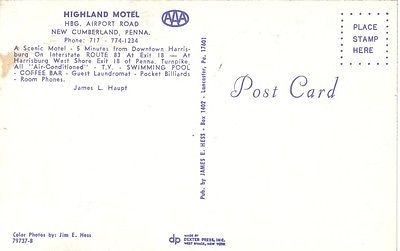 HIGHLAND MOTEL
HBG. AIRPORT ROAD
NEW CUMBERLAND, PENNA.
Phone: 717 - 774-1234
A Scenic Motel - 5 Minutes from Downtown Harris-
burg On Interstate ROUTE 83 At Exit 18 — At
Harrisburg West Shore Exit 18 of Penna. Turnpike.
All "Air-Conditioned" - T.V. - SWIMMING POOL
- COFFEE BAR - Guest Laundromat - Pocket Billiards
- Room Phones.
James L. Haupt
AAA
PLACE
STAMP
HERE
Post Card
Pub. by JAMES E. HESS - Box 1402 - Lancaster, Pa. 17601
Color Photos by: Jim E. Hess
79737-B
dp
MADE BY
DEXTER PRESS, INC.
WEST NYACK, NEW YORK